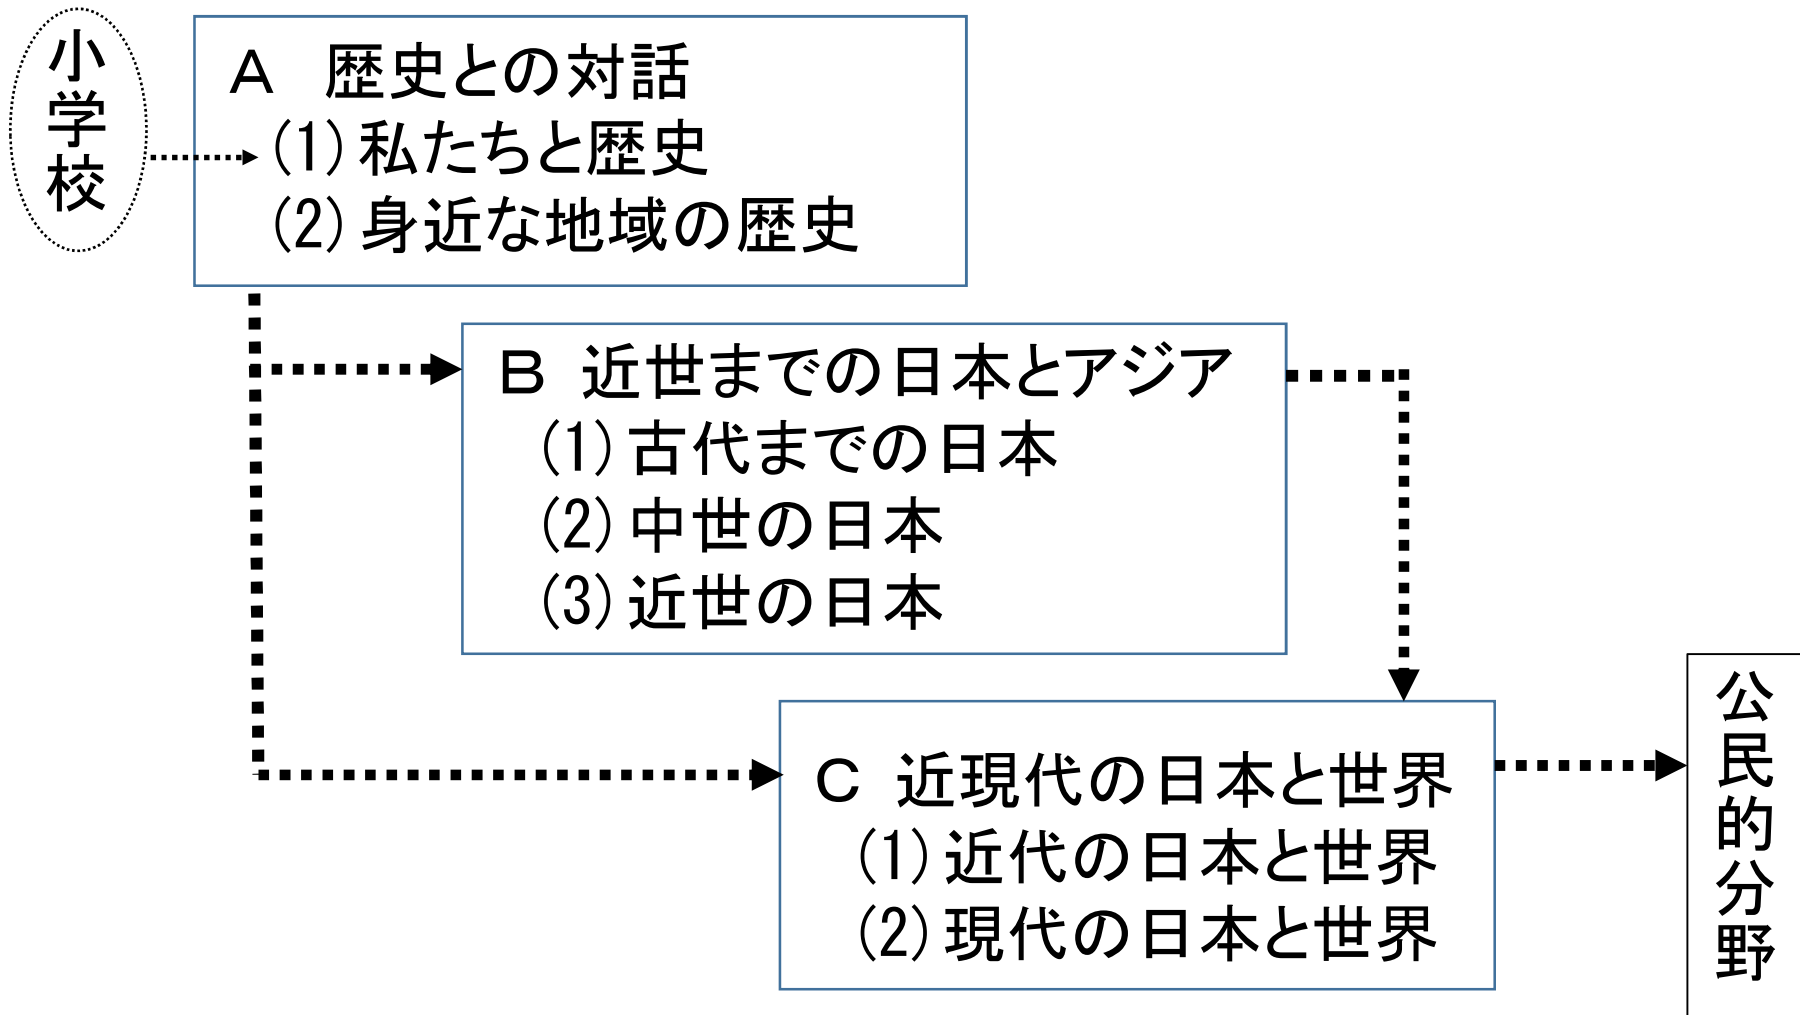 小学校
A　歴史との対話
(1) 私たちと歴史
(2) 身近な地域の歴史
B　近世までの日本とアジア
(1) 古代までの日本
(2) 中世の日本
(3) 近世の日本
C　近現代の日本と世界
(1) 近代の日本と世界
(2) 現代の日本と世界
公民的分野